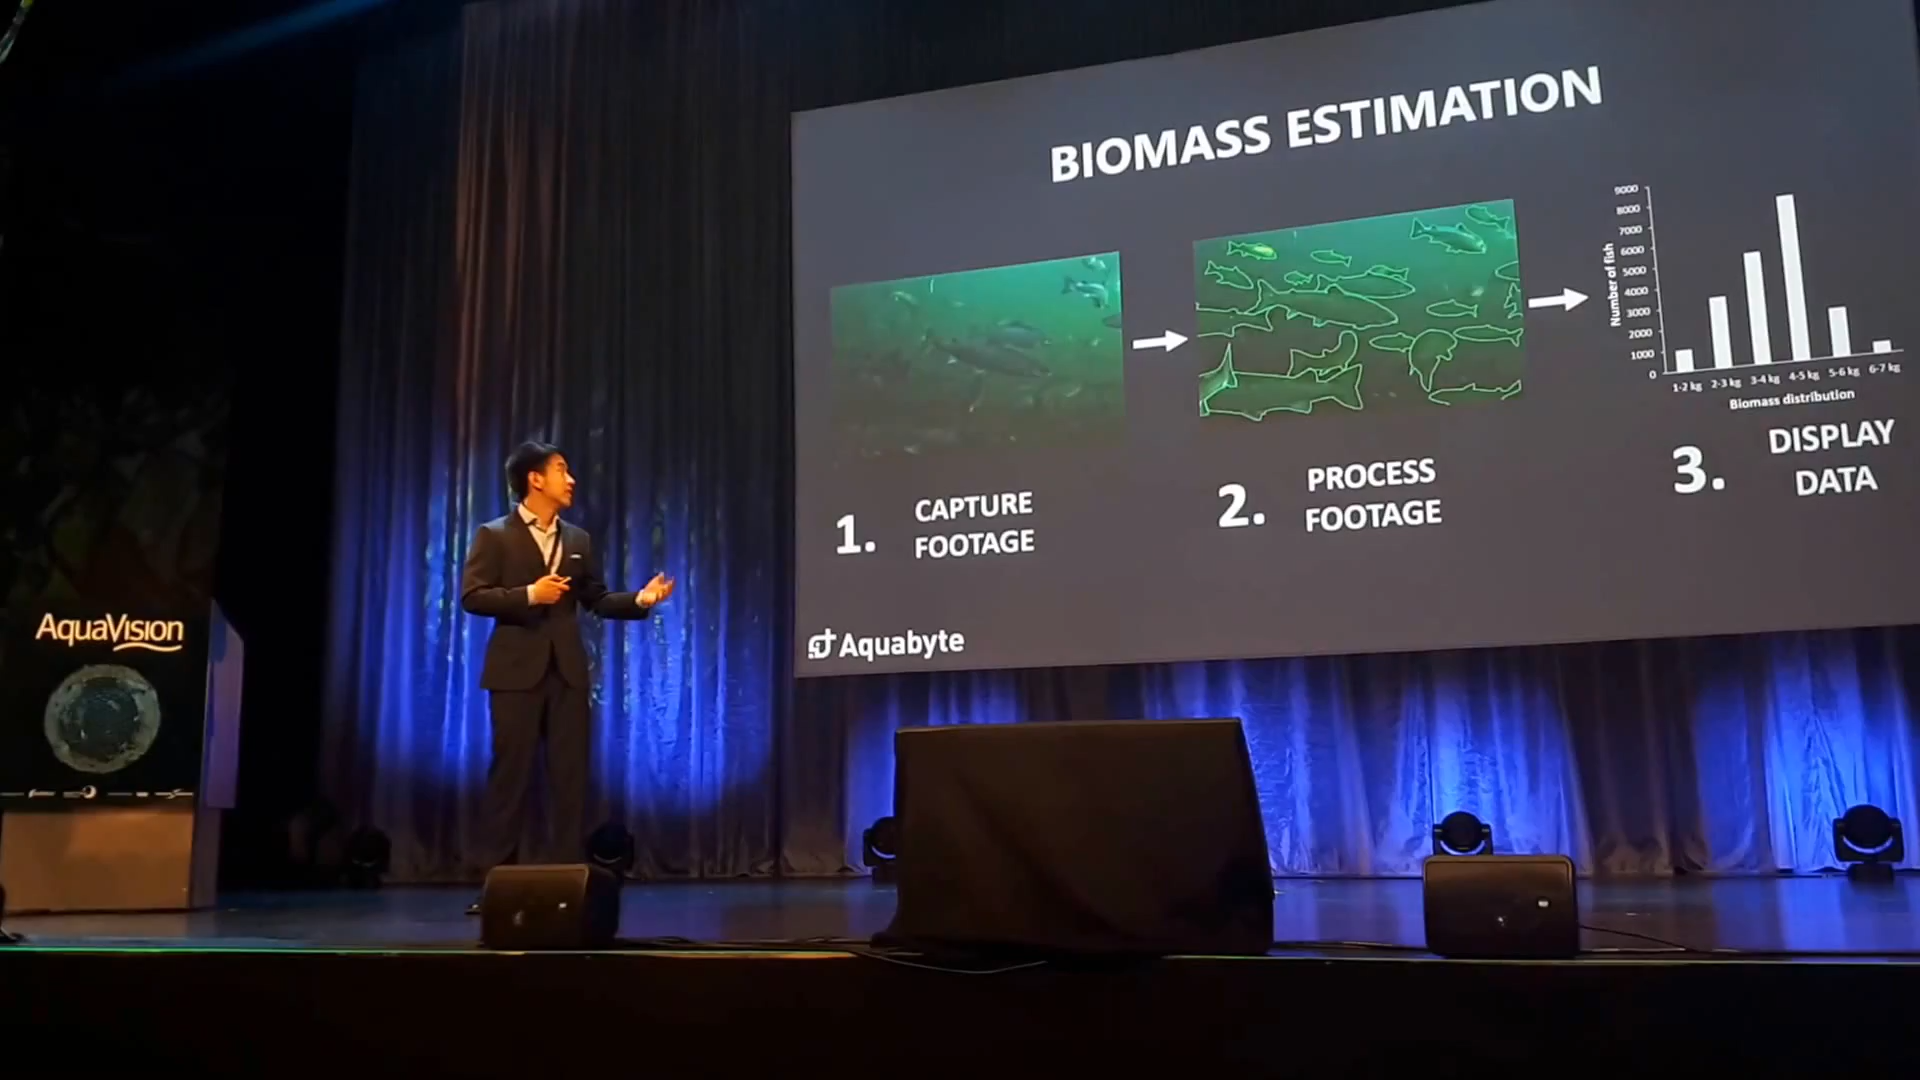 BIOMASS ESTIMATION
1.
CAPTURE
FOOTAGE
2.
PROCESS
FOOTAGE
Number of fish
9000
8000
7000
6000
5000
4000
3000
2000
1000
0
1-2 kg 2-3 kg 3-4 kg 4-5 kg 5-6 kg 6-7 kg
Biomass distribution
3.
DISPLAY
DATA
Aquabyte
AquaVision